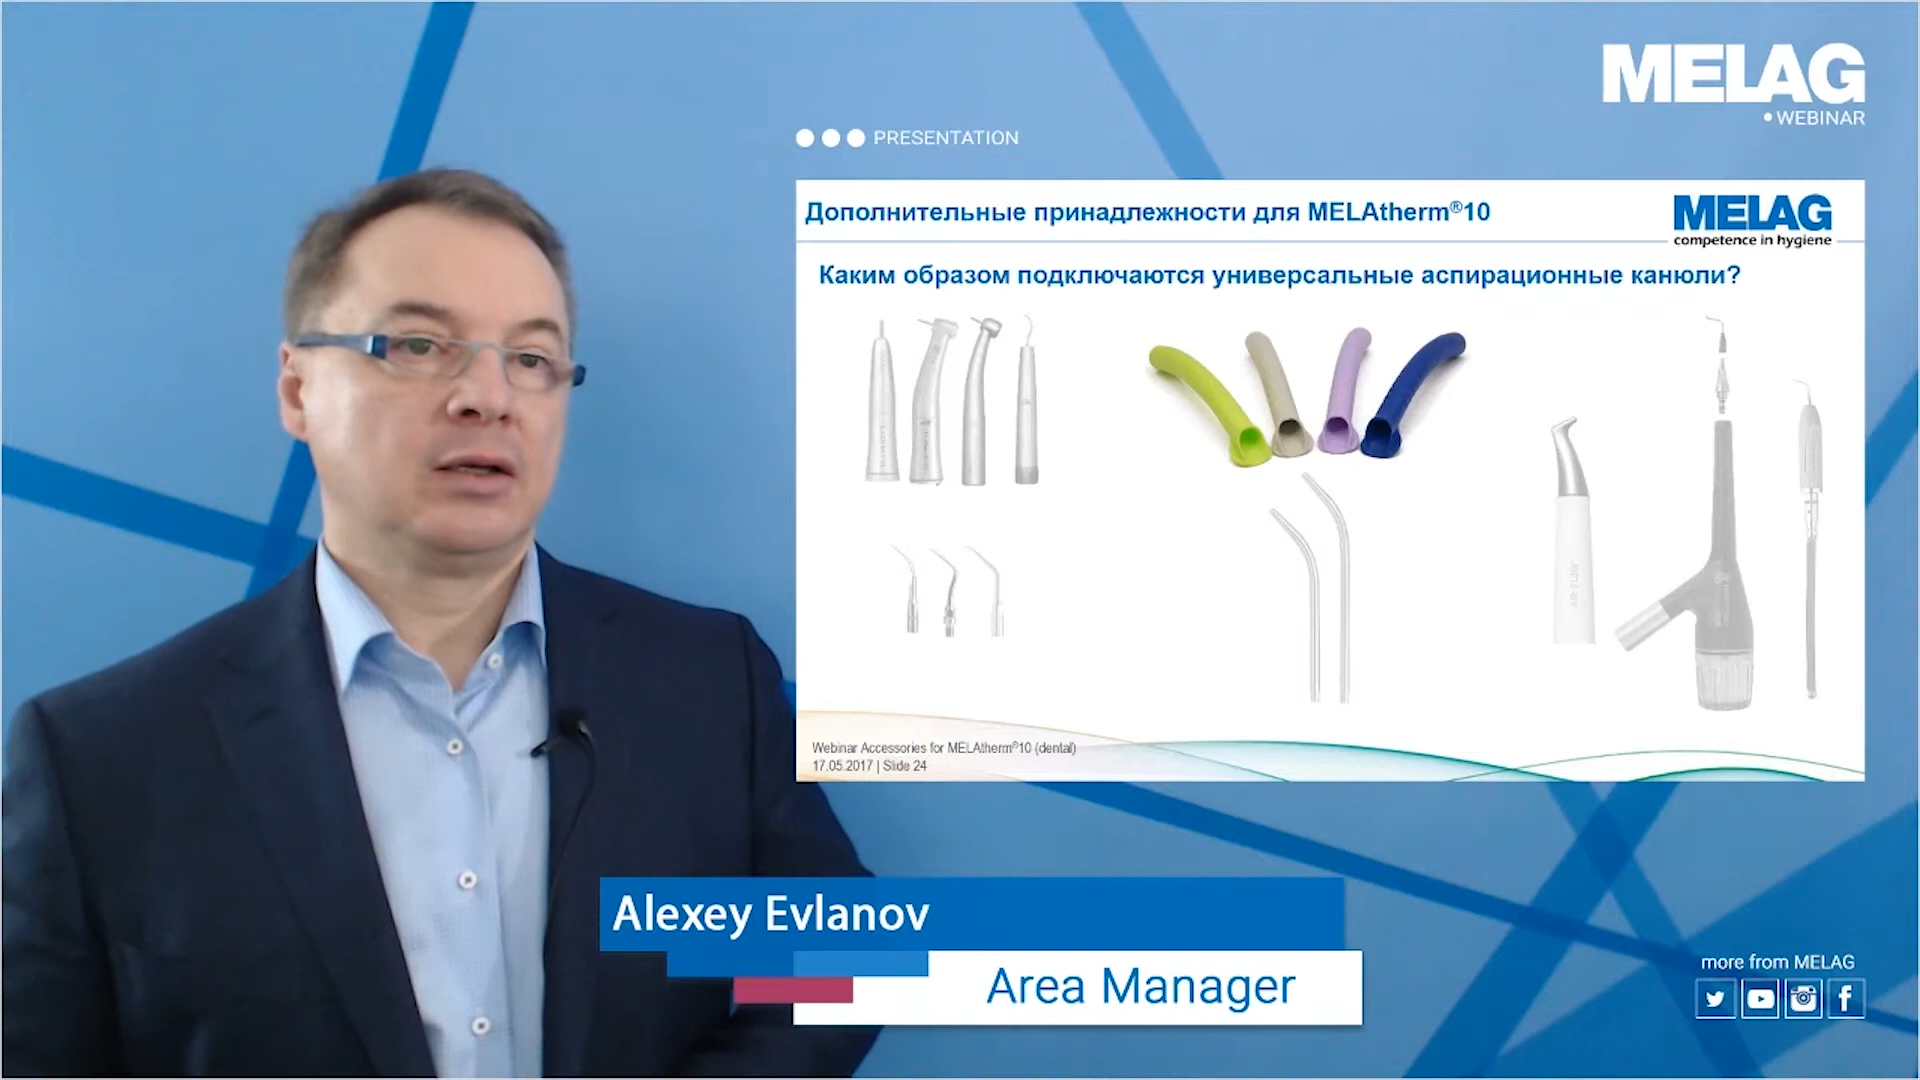 MELAG
• WEBINAR
PRESENTATION
Дополнительные принадлежности для MELAtherm®10
MELAG
competence in hygiene
Каким образом подключаются универсальные аспирационные канюли?
Webinar Accessories for MELAtherm®10 (dental)
17.05.2017 | Slide 24
Alexey Evlanov
Area Manager
more from MELAG